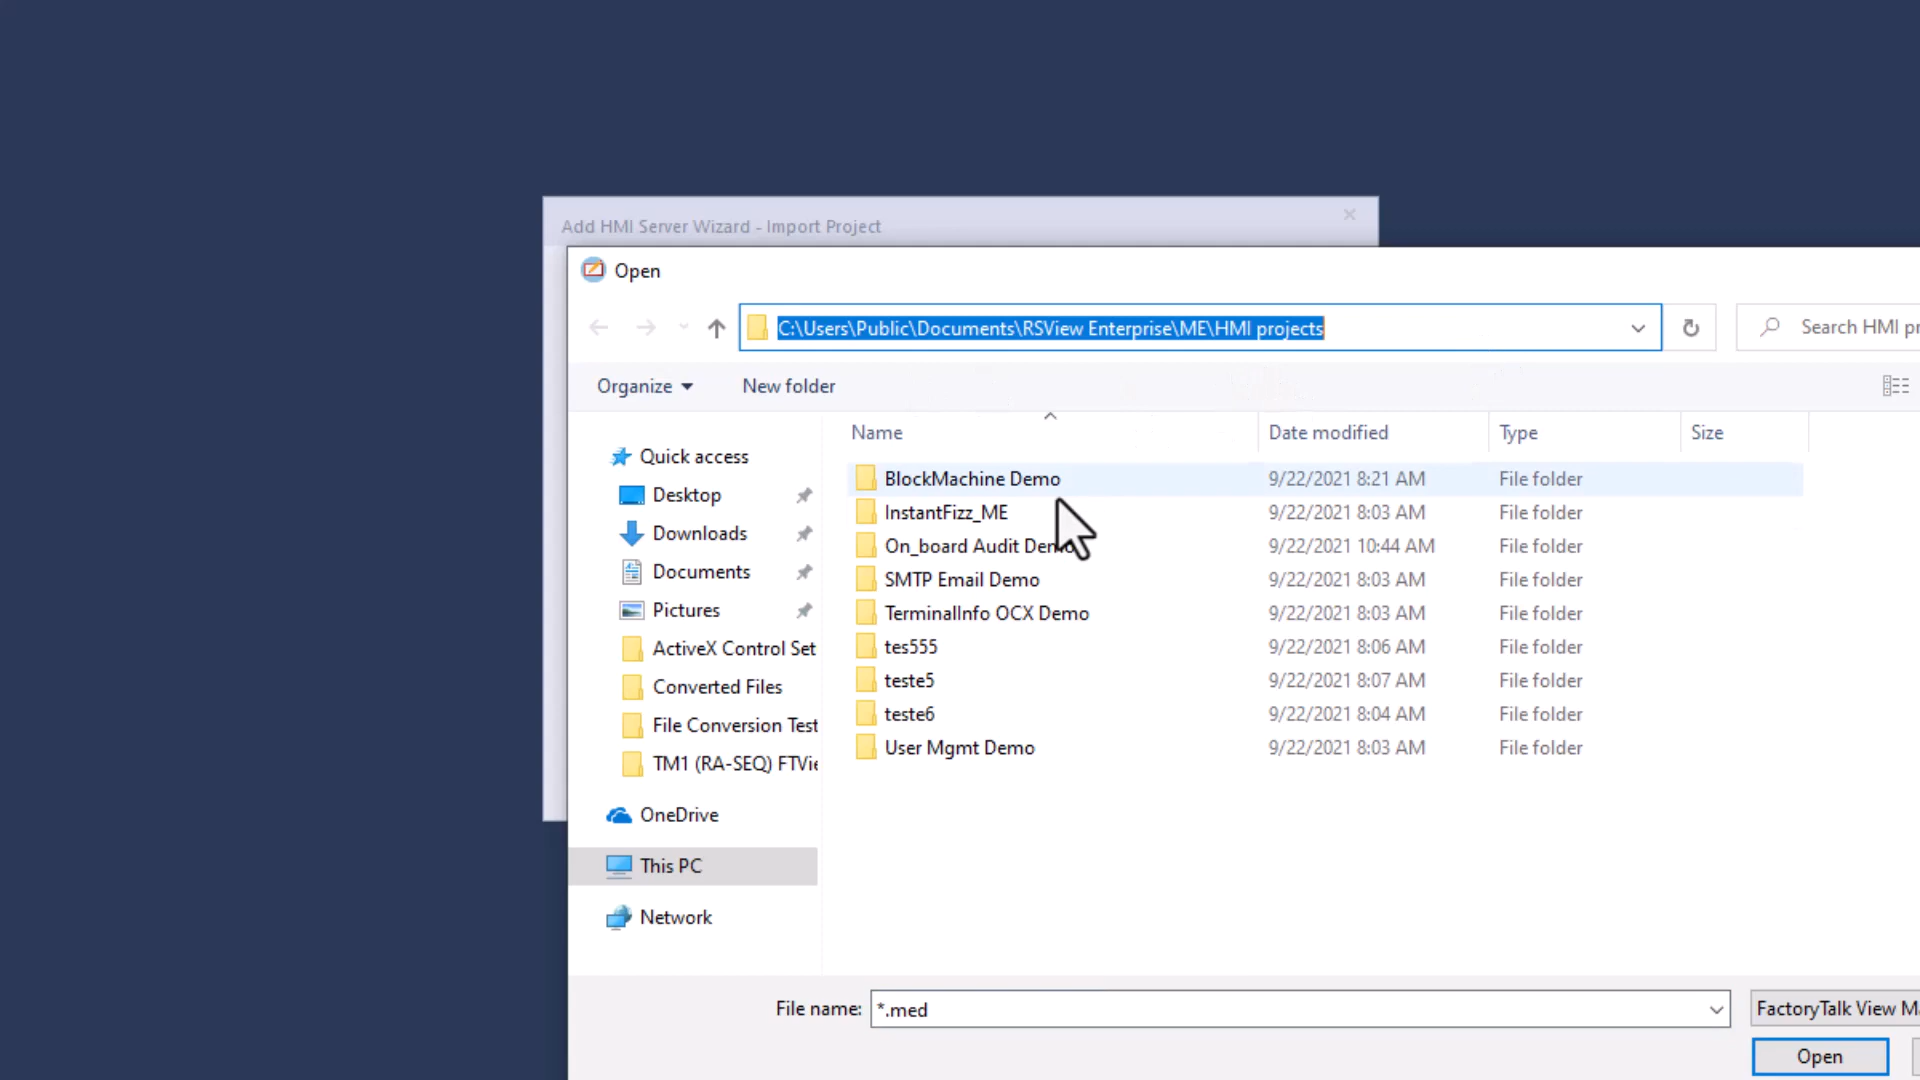 Add HMI Server Wizard - Import Project
Open
C:\Users\Public\Documents\RSView Enterprise\ME\HMI projects
Search HMI pr
Organize
New folder
Name
Date modified
Type
Size
Quick access
Desktop
Downloads
Documents
Pictures
ActiveX Control Set
Converted Files
File Conversion Test
TM1 (RA-SEQ) FTVie
OneDrive
This PC
Network
BlockMachine Demo 9/22/2021 8:21 AM File folder
InstantFizz_ME 9/22/2021 8:03 AM File folder
On_board Audit Demo 9/22/2021 10:44 AM File folder
SMTP Email Demo 9/22/2021 8:03 AM File folder
TerminalInfo OCX Demo 9/22/2021 8:03 AM File folder
tes555 9/22/2021 8:06 AM File folder
teste5 9/22/2021 8:07 AM File folder
teste6 9/22/2021 8:04 AM File folder
User Mgmt Demo 9/22/2021 8:03 AM File folder
File name: *.med
FactoryTalk View Ma
Open